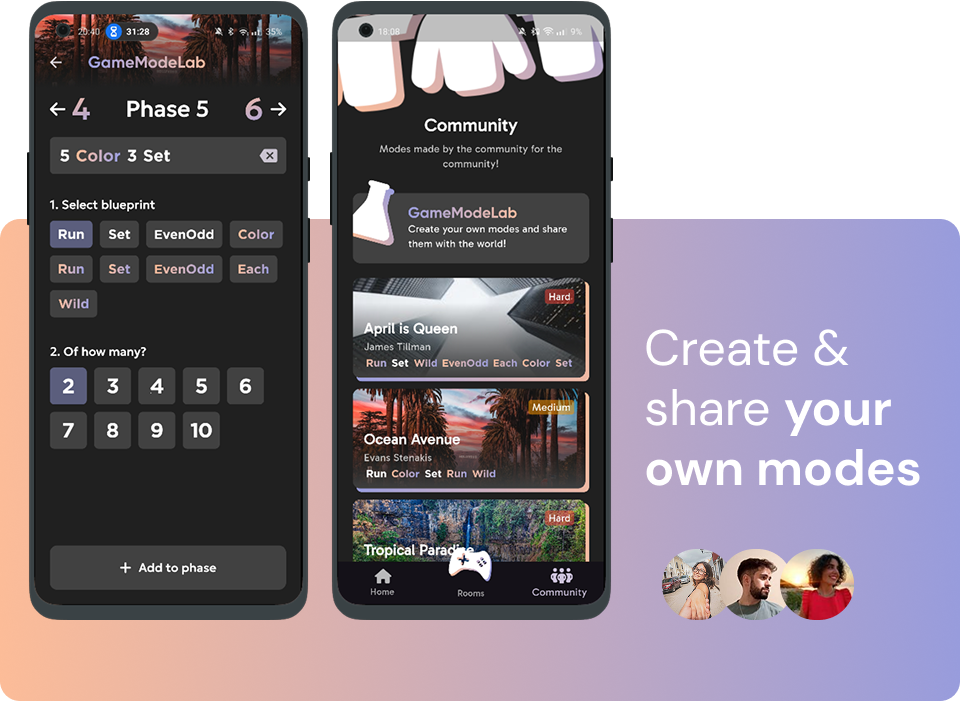 20:40 31:28 35%
GameModeLab
4 Phase 5 6
5 Color 3 Set
1. Select blueprint
Run Set EvenOdd Color
Run Set EvenOdd Each
Wild
2. Of how many?
2 3 4 5 6
7 8 9 10
+ Add to phase
18:08 9%
Community
Modes made by the community for the
community!
GameModeLab
Create your own modes and share
them with the world!
Hard
April is Queen
James Tillman
Run Set Wild EvenOdd Each Color Set
Medium
Ocean Avenue
Evans Stenakis
Run Color Set Run Wild
Hard
Tropical Paradise
Home Rooms Community
Create &
share your
own modes